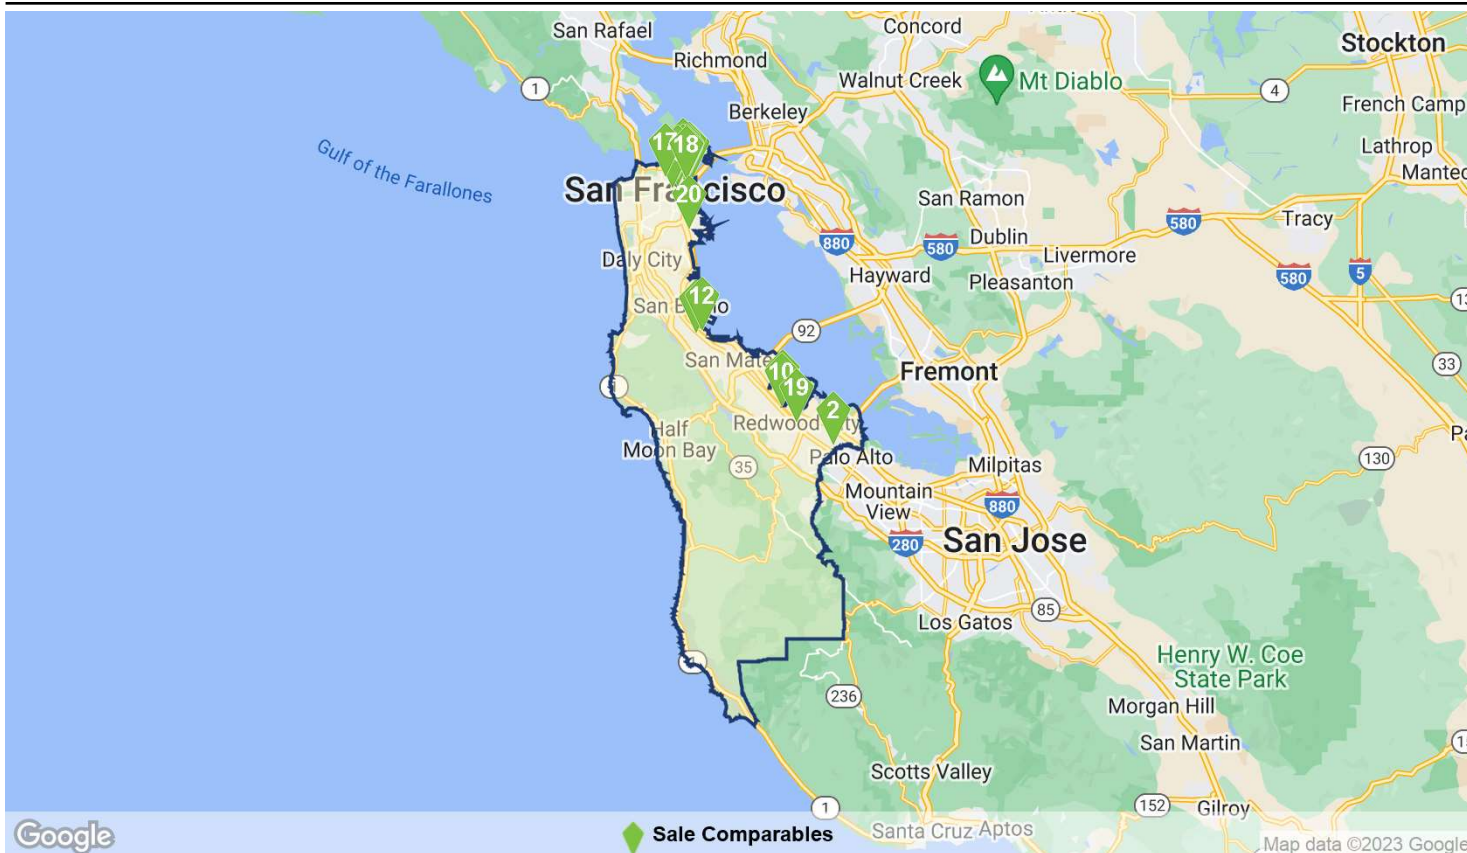 San Rafael
Concord
Stockton
Richmond
Walnut Creek
Mt Diablo
1
4
French Camp
Berkeley
Lathrop
Gulf of the Farallones
17
18
Mantec
San Francisco
20
San Ramon
580
Tracy
880
580
Dublin
Livermore
Daly City
Hayward
Pleasanton
580
5
San Bruno
12
92
San Mate
Fremont
33
10
19
2
Redwood City
Half
Moon Bay
35
Palo Alto
Milpitas
130
Mountain
View
880
280
San Jose
85
Los Gatos
Henry W. Coe
State Park
236
Morgan Hill
San Martin
Scotts Valley
1
152
Gilroy
Google
Sale Comparables
Santa Cruz
Aptos
Map data ©2023 Google